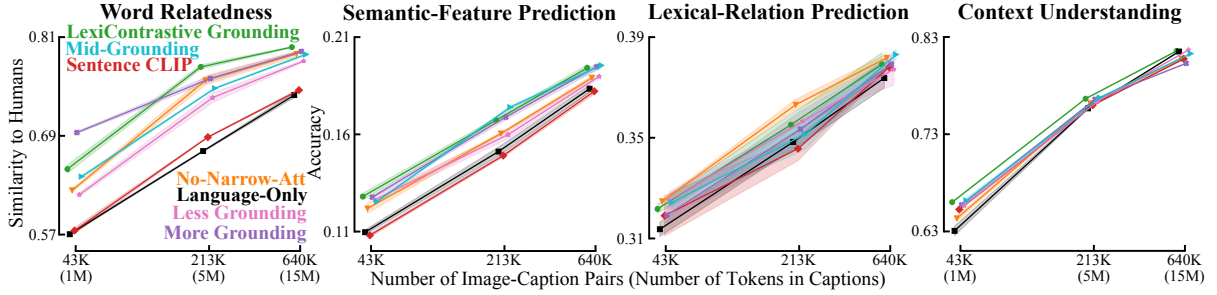 Word Relatedness
Semantic-Feature Prediction
Lexical-Relation Prediction
Context Understanding
Similarity to Humans
0.81
0.69
0.57
LexiContrastive Grounding
Mid-Grounding
Sentence CLIP
No-Narrow-Att
Language-Only
Less Grounding
More Grounding
43K
(1M)
213K
(5M)
640K
(15M)
Accuracy
0.21
0.16
0.11
43K
213K
640K
0.39
0.35
0.31
43K
213K
640K
0.83
0.73
0.63
43K
(1M)
213K
(5M)
640K
(15M)
Number of Image-Caption Pairs (Number of Tokens in Captions)